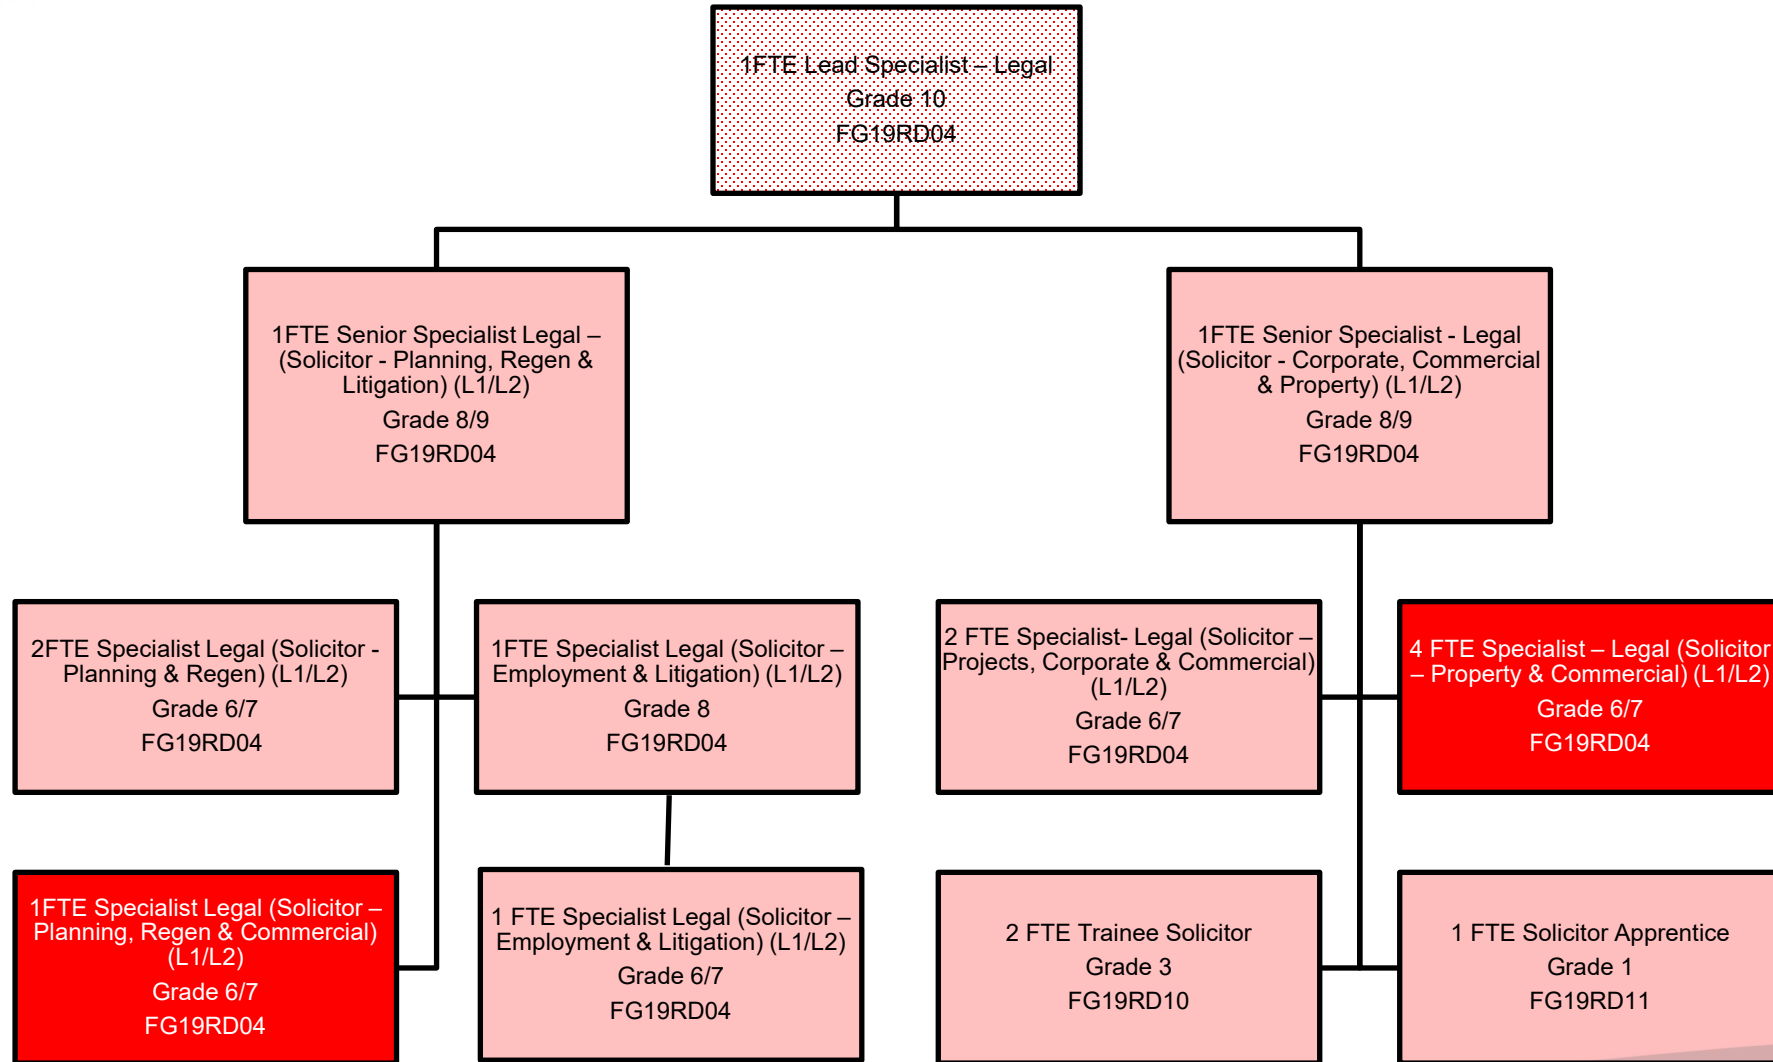 1FTE Lead Specialist – Legal
Grade 10
FG19RD04
1FTE Senior Specialist Legal –
(Solicitor - Planning, Regen &
Litigation) (L1/L2)
Grade 8/9
FG19RD04
1FTE Senior Specialist - Legal
(Solicitor - Corporate, Commercial
& Property) (L1/L2)
Grade 8/9
FG19RD04
2FTE Specialist Legal (Solicitor -
Planning & Regen) (L1/L2)
Grade 6/7
FG19RD04
1FTE Specialist Legal (Solicitor –
Employment & Litigation) (L1/L2)
Grade 8
FG19RD04
2 FTE Specialist- Legal (Solicitor –
Projects, Corporate & Commercial)
(L1/L2)
Grade 6/7
FG19RD04
4 FTE Specialist – Legal (Solicitor
– Property & Commercial) (L1/L2)
Grade 6/7
FG19RD04
1FTE Specialist Legal (Solicitor –
Planning, Regen & Commercial)
(L1/L2)
Grade 6/7
FG19RD04
1 FTE Specialist Legal (Solicitor –
Employment & Litigation) (L1/L2)
Grade 6/7
FG19RD04
2 FTE Trainee Solicitor
Grade 3
FG19RD10
1 FTE Solicitor Apprentice
Grade 1
FG19RD11